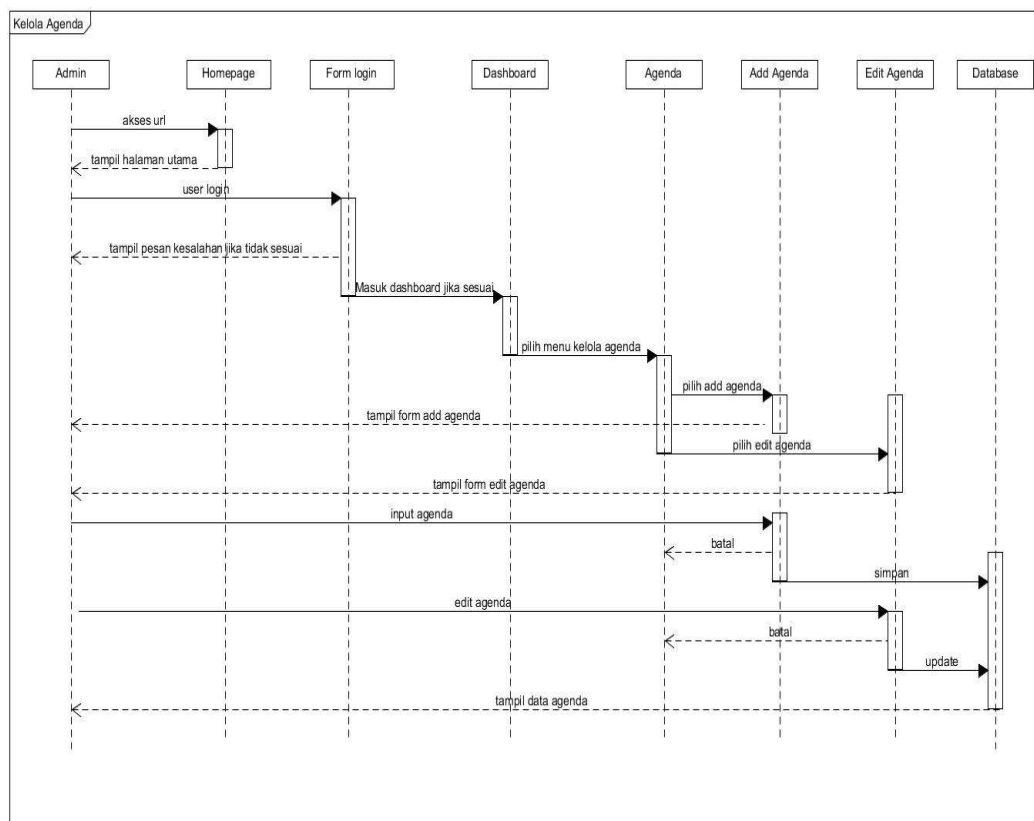 Kelola Agenda
Admin
Homepage
Form login
Dashboard
Agenda
Add Agenda
Edit Agenda
Database
akses url
tampil halaman utama
user login
tampil pesan kesalahan jika tidak sesuai
Masuk dashboard jika sesuai
pilih menu kelola agenda
pilih add agenda
tampil form add agenda
pilih edit agenda
tampil form edit agenda
input agenda
batal
simpan
edit agenda
batal
update
tampil data agenda